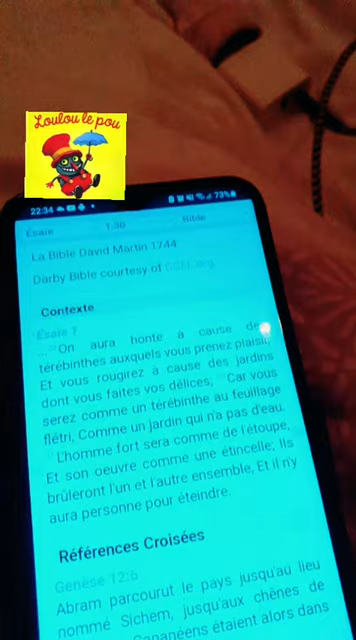 Loulou le pou
22:34 73%
Ésaïe 1:30 Bible
La Bible David Martin 1744
Darby Bible courtesy of CCEL.org.
Contexte
Ésaïe 1
…29On aura honte à cause des
térébinthes auxquels vous prenez plaisir,
Et vous rougirez à cause des jardins
dont vous faites vos délices; Car vous
serez comme un térébinthe au feuillage
flétri, Comme un jardin qui n'a pas d'eau.
L'homme fort sera comme de l'étoupe,
Et son oeuvre comme une étincelle; Ils
brûleront l'un et l'autre ensemble, Et il n'y
aura personne pour éteindre.
Références Croisées
Genèse 12:6
Abram parcourut le pays jusqu'au lieu
nommé Sichem, jusqu'aux chênes de
Cananéens étaient alors dans